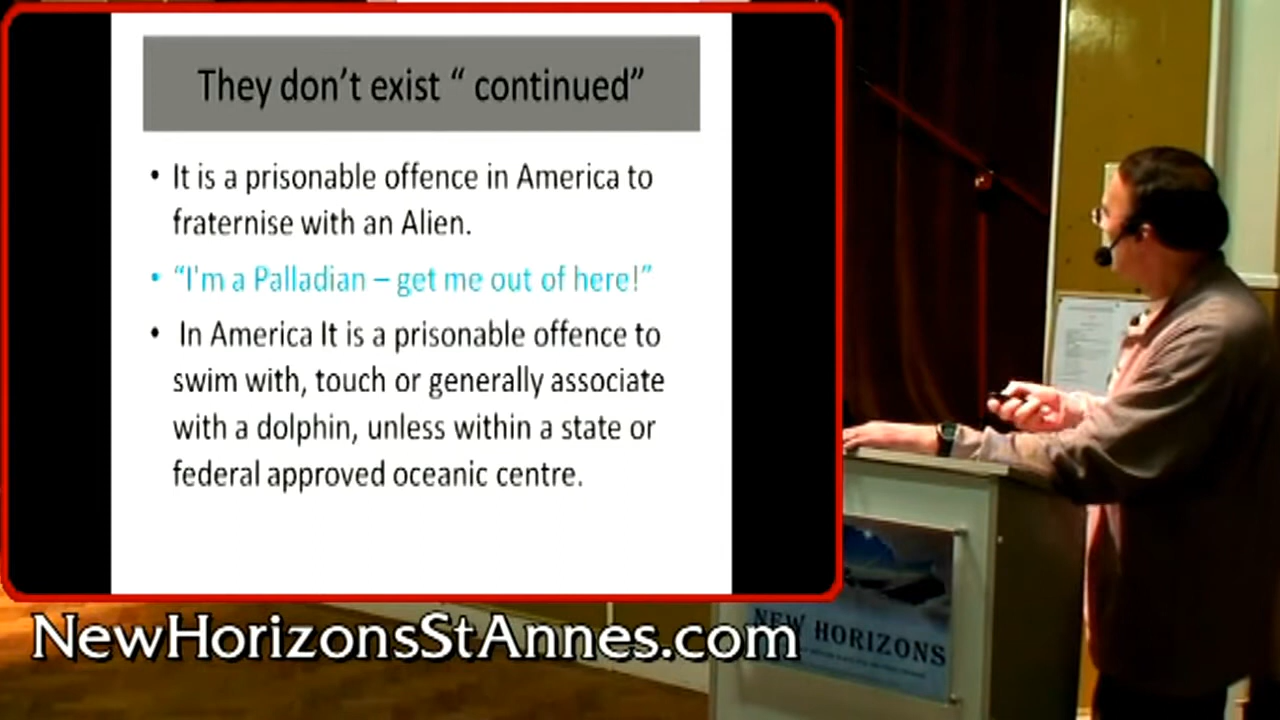 They don’t exist “ continued”
• It is a prisonable offence in America to
fraternise with an Alien.
• “I'm a Palladian – get me out of here!”
• In America It is a prisonable offence to
swim with, touch or generally associate
with a dolphin, unless within a state or
federal approved oceanic centre.
NewHorizonsStAnnes.com
NEW HORIZONS